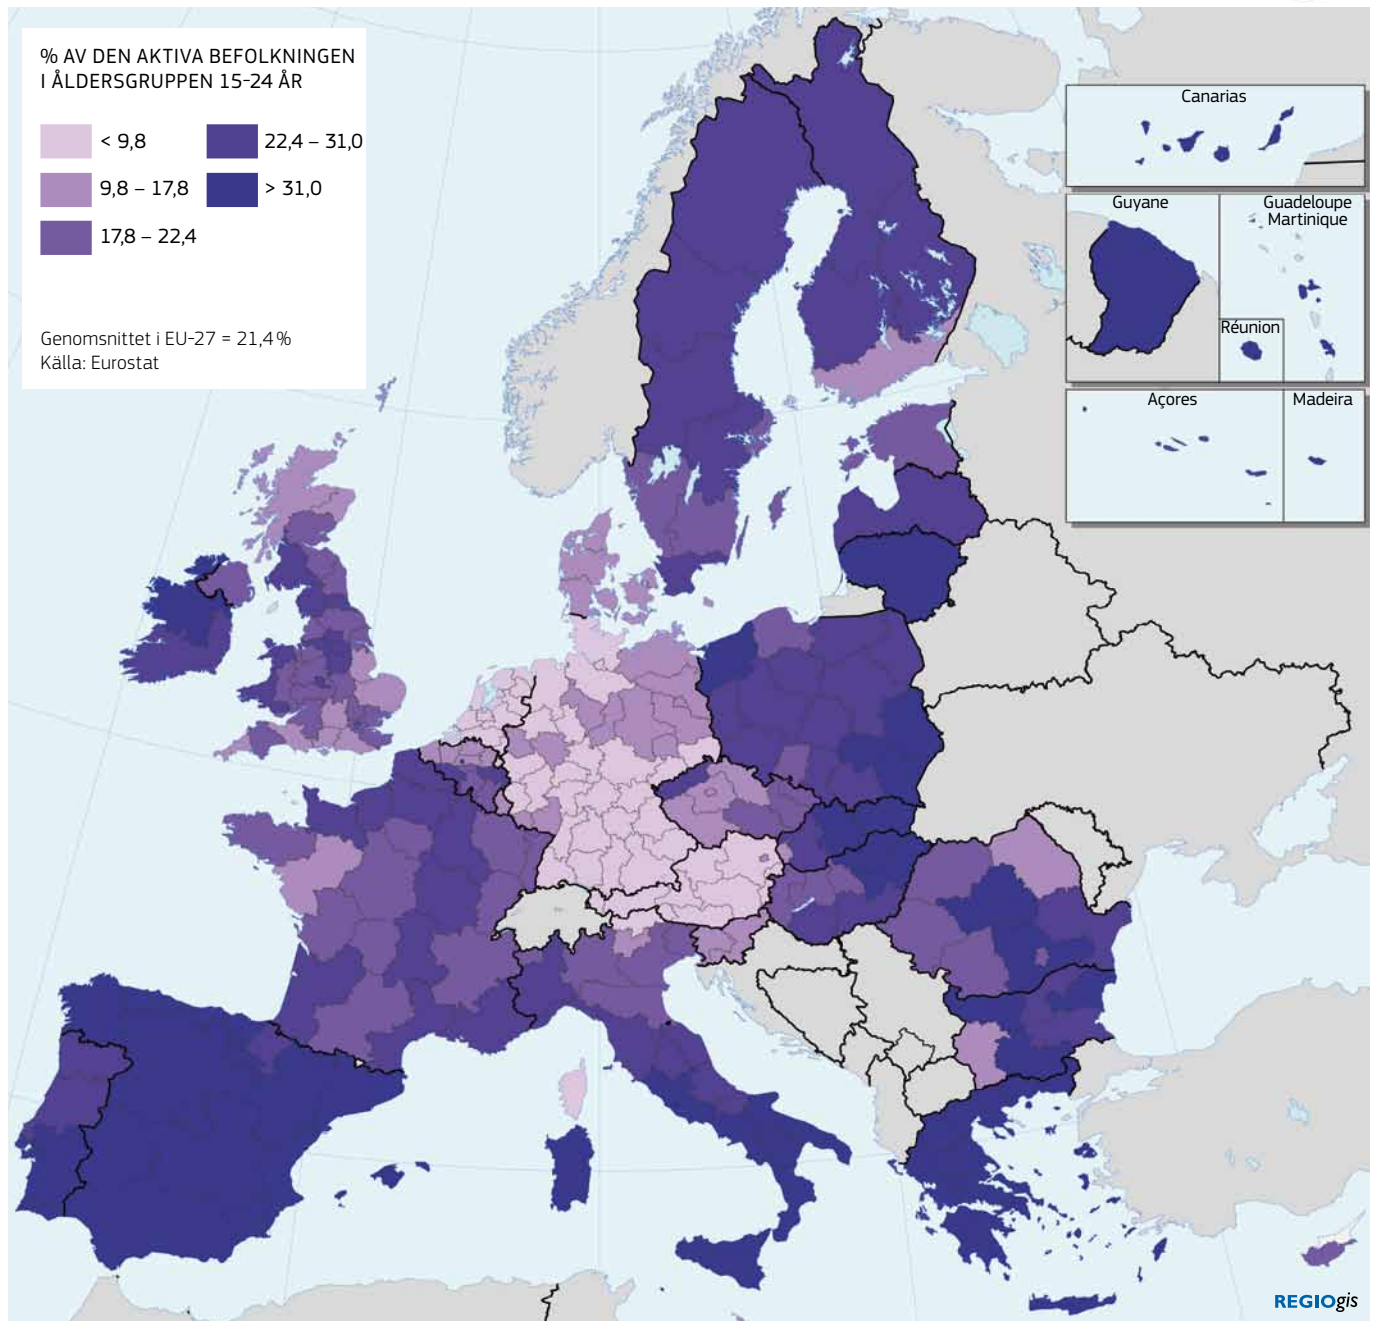 % AV DEN AKTIVA BEFOLKNINGEN
I ÅLDERSGRUPPEN 15-24 ÅR
< 9,8
22,4 – 31,0
9,8 – 17,8
> 31,0
17,8 – 22,4
Genomsnittet i EU-27 = 21,4 %
Källa: Eurostat
Canarias
Guyane
Guadeloupe
Martinique
Réunion
Açores
Madeira
REGIOgis